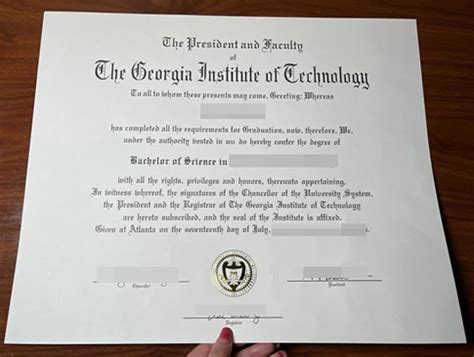 The President and Faculty
of
The Georgia Institute of Technology
To all to whom these presents may come, Greeting; Whereas
has completed all the requirements for Graduation, now, therefore, We,
under the authority vested in us do hereby confer the degree of
Bachelor of Science in
with all the rights, privileges and honors, thereunto appertaining.
In witness whereof, the signatures of the Chancellor of the University System,
the President and the Registrar of The Georgia Institute of Technology
are hereto subscribed, and the seal of the Institute is affixed.
Given at Atlanta on the seventeenth day of July,
Chancellor
President
Registrar